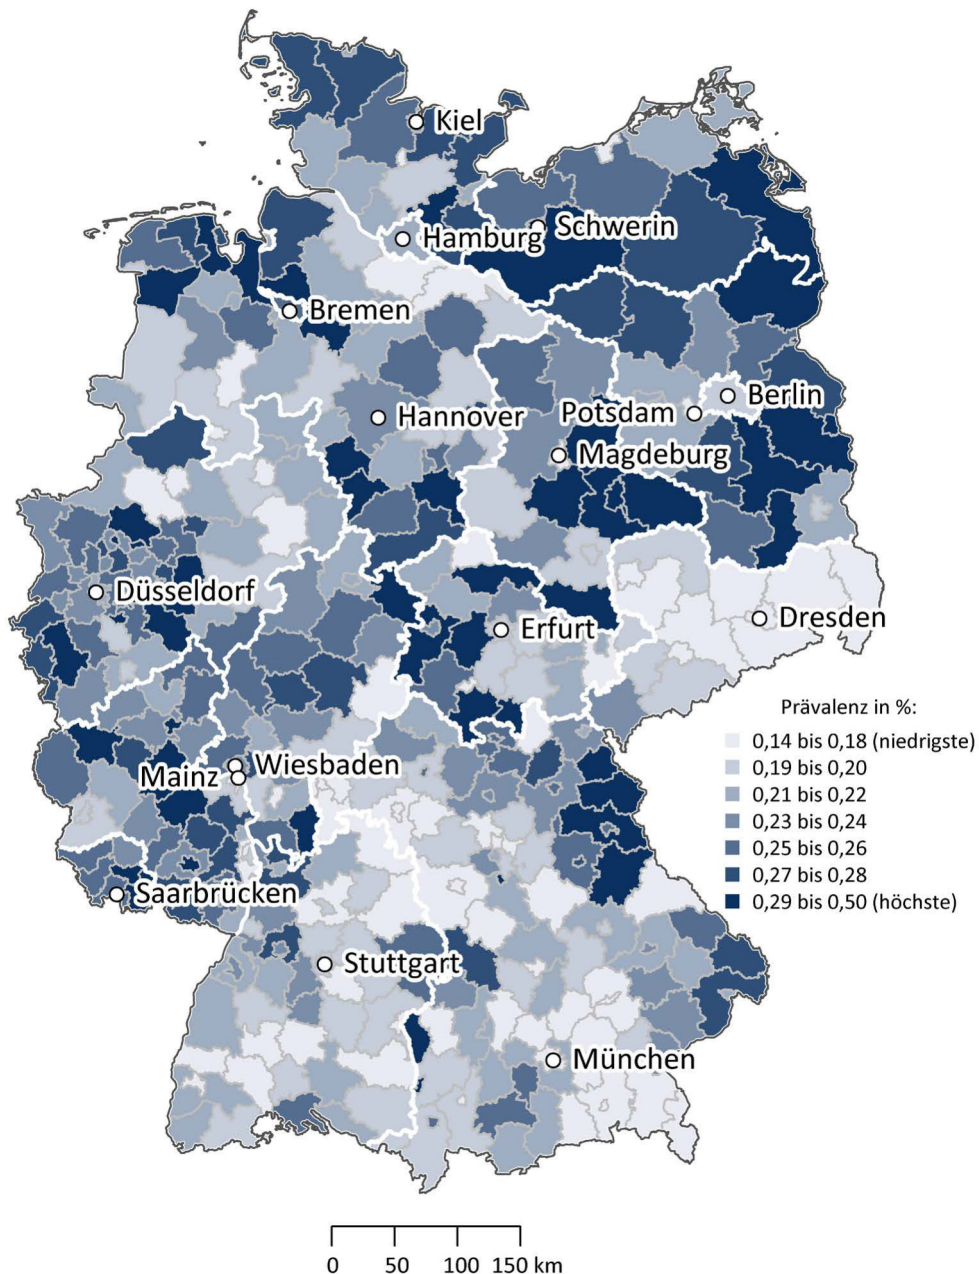 Kiel
Schwerin
Hamburg
Bremen
Berlin
Hannover
Potsdam
Magdeburg
Düsseldorf
Erfurt
Dresden
Prävalenz in %:
0,14 bis 0,18 (niedrigste)
0,19 bis 0,20
0,21 bis 0,22
0,23 bis 0,24
0,25 bis 0,26
0,27 bis 0,28
0,29 bis 0,50 (höchste)
Wiesbaden
Mainz
Saarbrücken
Stuttgart
München
0 50 100 150 km